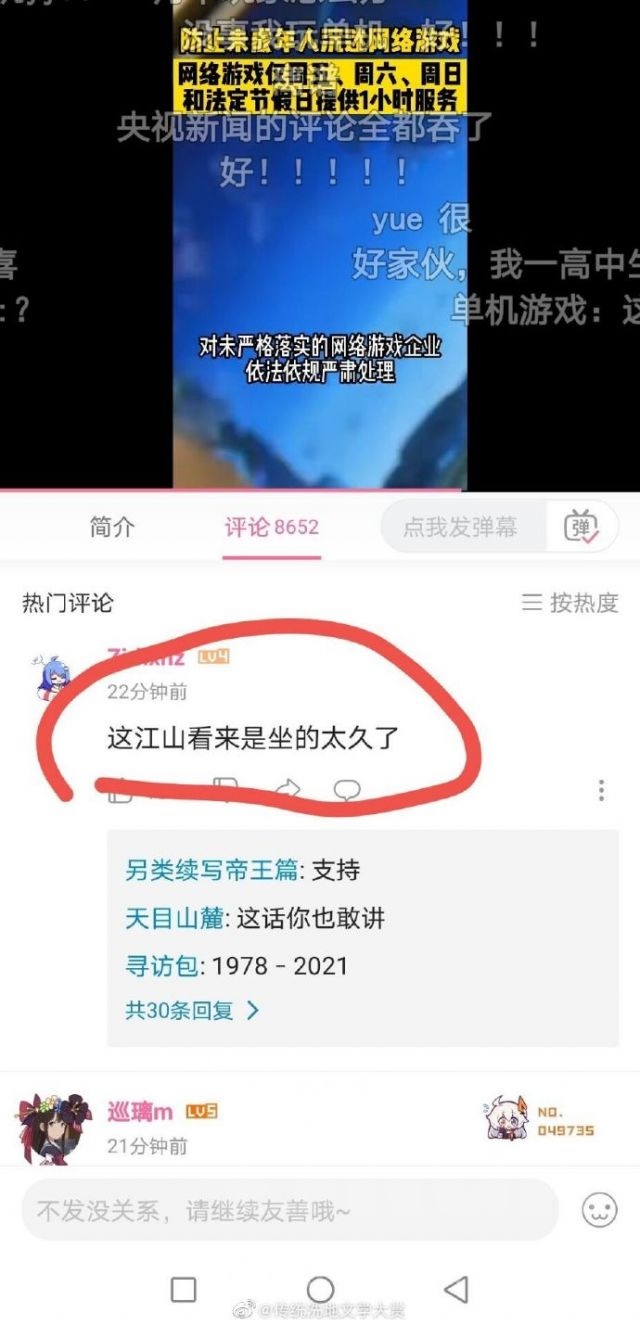 没事我玩单机
好！！！
防止未成年人沉迷网络游戏
网络游戏仅周五、周六、周日
和法定节假日提供1小时服务
央视新闻的评论全都吞了
好！！！！！
yue 很
喜
好家伙，我一高中生
:？
单机游戏：这
对未严格落实的网络游戏企业
依法依规严肃处理
简介
评论 8652
点我发弹幕
弹
热门评论
按热度
LV4
22分钟前
这江山看来是坐的太久了
另类续写帝王篇: 支持
天目山麓: 这话你也敢讲
寻访包: 1978－2021
共30条回复
巡璃m LV5
NO.
049735
21分钟前
不发没关系，请继续友善哦~
@传统洗地文学大赏